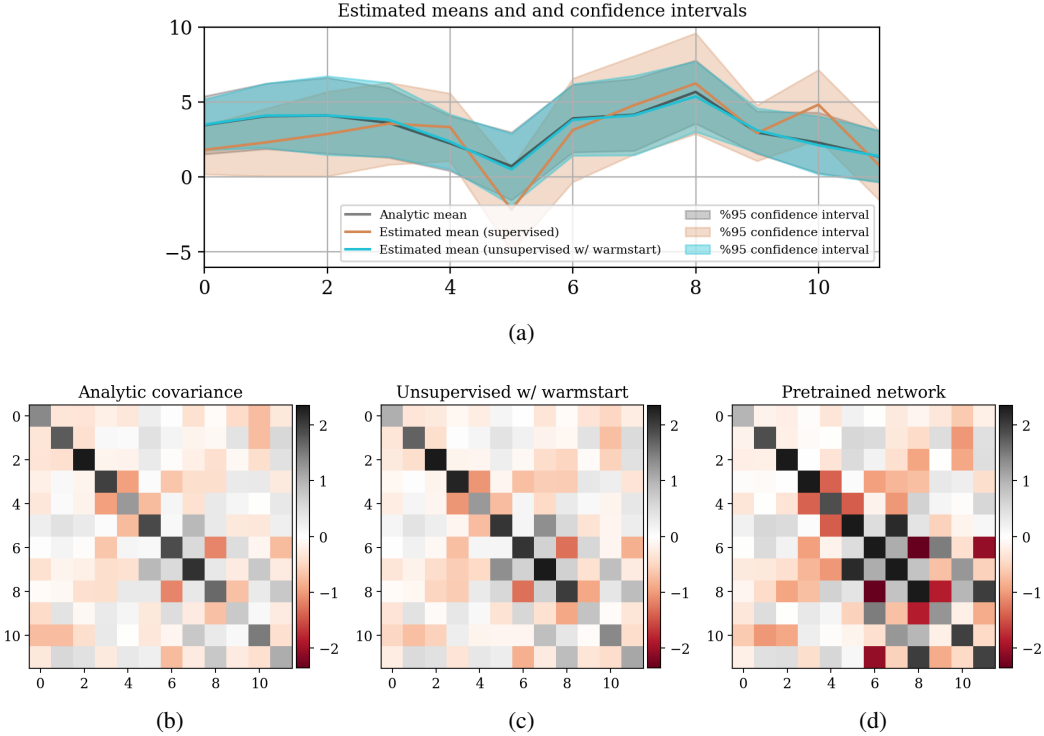 Estimated means and and confidence intervals
10
5
0
−5
Analytic mean
Estimated mean (supervised)
Estimated mean (unsupervised w/ warmstart)
%95 confidence interval
%95 confidence interval
%95 confidence interval
0 2 4 6 8 10
(a)
Analytic covariance
0
2
4
6
8
10
0 2 4 6 8 10
2
1
0
−1
−2
(b)
Unsupervised w/ warmstart
0
2
4
6
8
10
0 2 4 6 8 10
2
1
0
−1
−2
(c)
Pretrained network
0
2
4
6
8
10
0 2 4 6 8 10
2
1
0
−1
−2
(d)